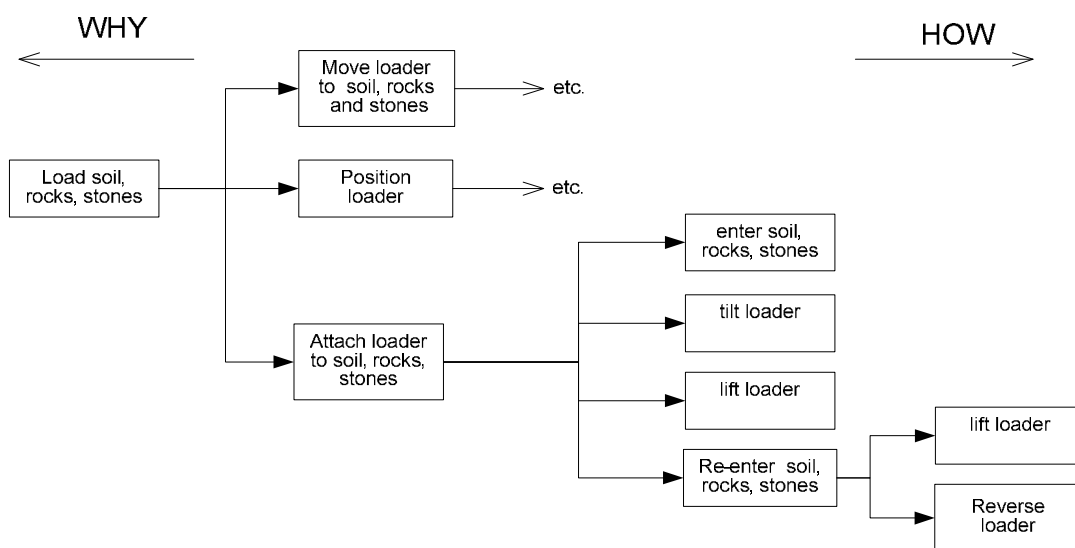 WHY
HOW
Move loader
to soil, rocks
and stones
etc.
Load soil,
rocks, stones
Position
loader
etc.
enter soil,
rocks, stones
tilt loader
Attach loader
to soil, rocks,
stones
lift loader
lift loader
Re-enter soil,
rocks, stones
Reverse
loader